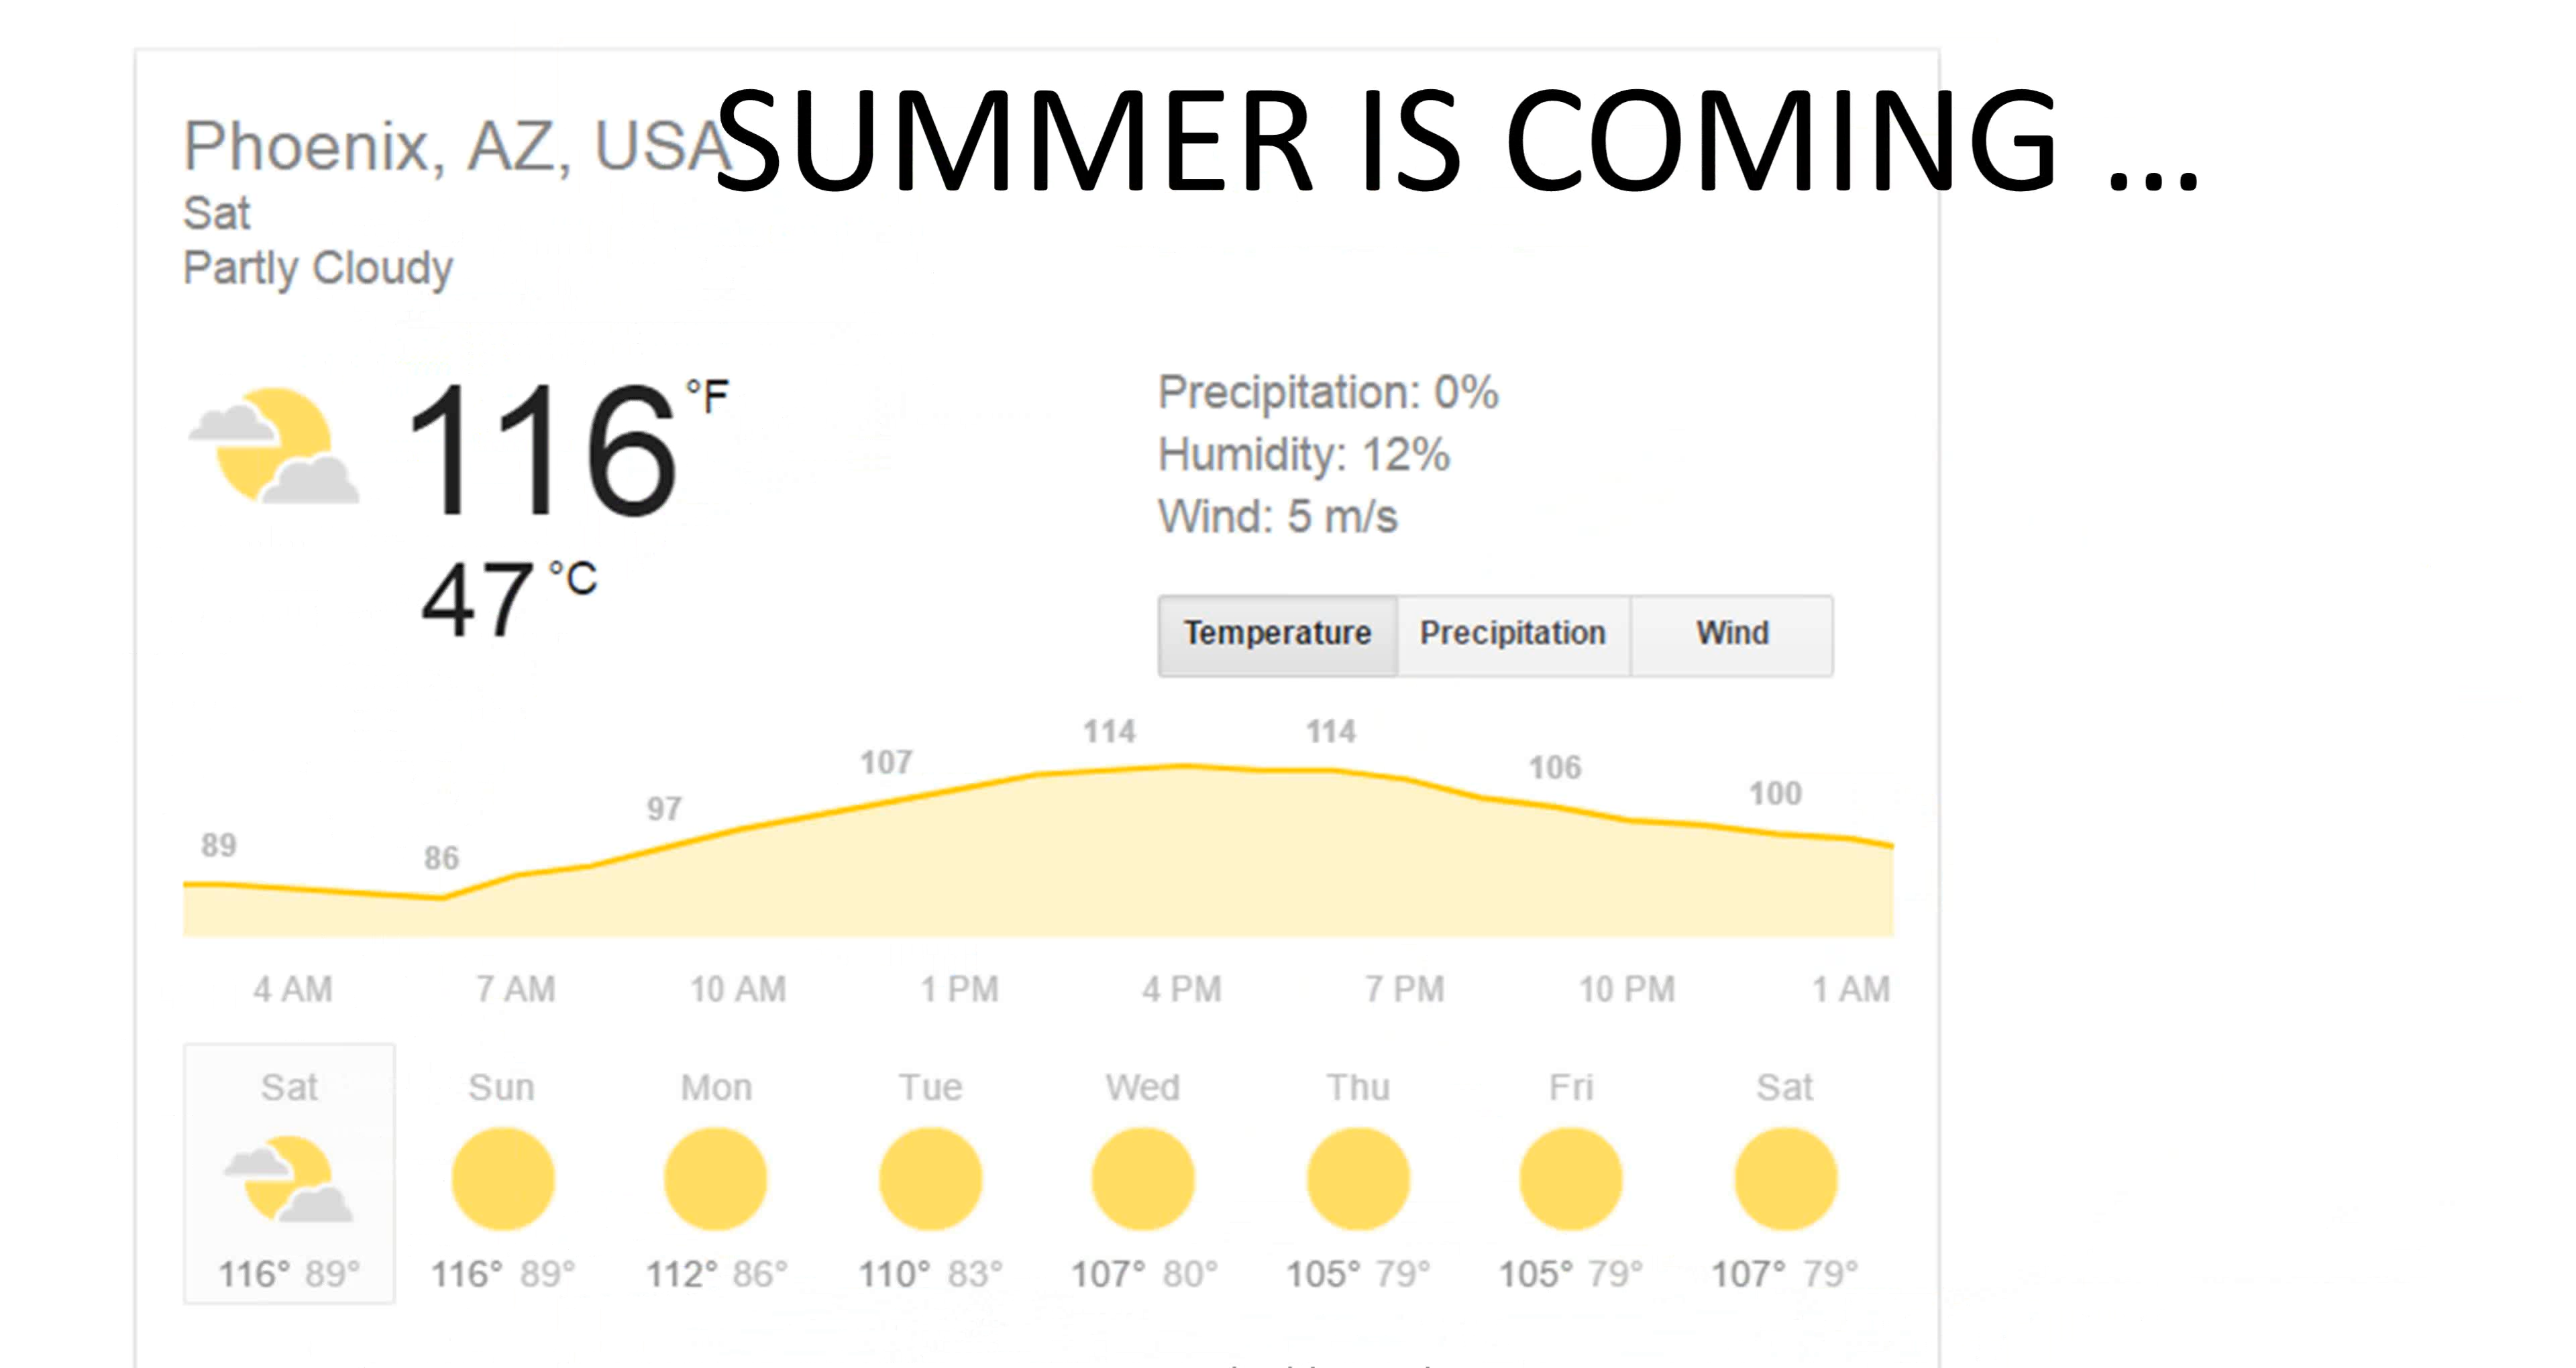 SUMMER IS COMING ...
Phoenix, AZ, USA
Sat
Partly Cloudy
116 °F
47 °C
Precipitation: 0%
Humidity: 12%
Wind: 5 m/s
Temperature Precipitation Wind
89 86 97 107 114 114 106 100
4 AM 7 AM 10 AM 1 PM 4 PM 7 PM 10 PM 1 AM
Sat Sun Mon Tue Wed Thu Fri Sat
116° 89° 116° 89° 112° 86° 110° 83° 107° 80° 105° 79° 105° 79° 107° 79°